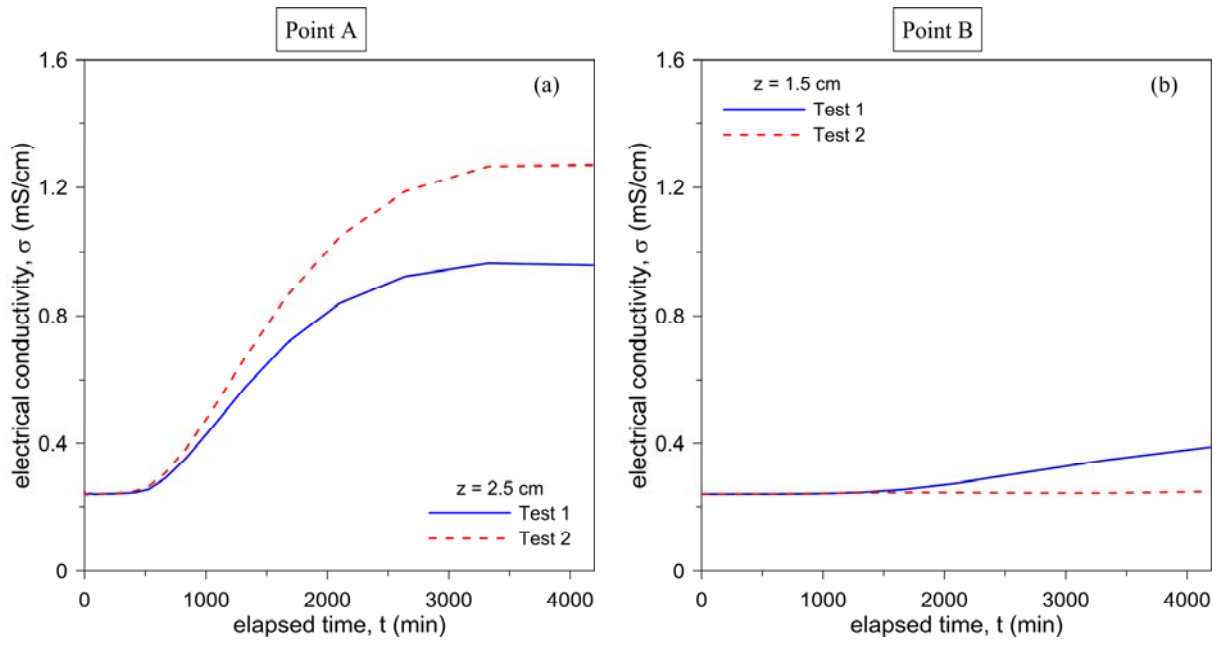 Point A
1.6
1.2
0.8
0.4
0
electrical conductivity, σ (mS/cm)
(a)
z = 2.5 cm
Test 1
Test 2
0 1000 2000 3000 4000
elapsed time, t (min)
Point B
1.6
1.2
0.8
0.4
0
electrical conductivity, σ (mS/cm)
(b)
z = 1.5 cm
Test 1
Test 2
0 1000 2000 3000 4000
elapsed time, t (min)